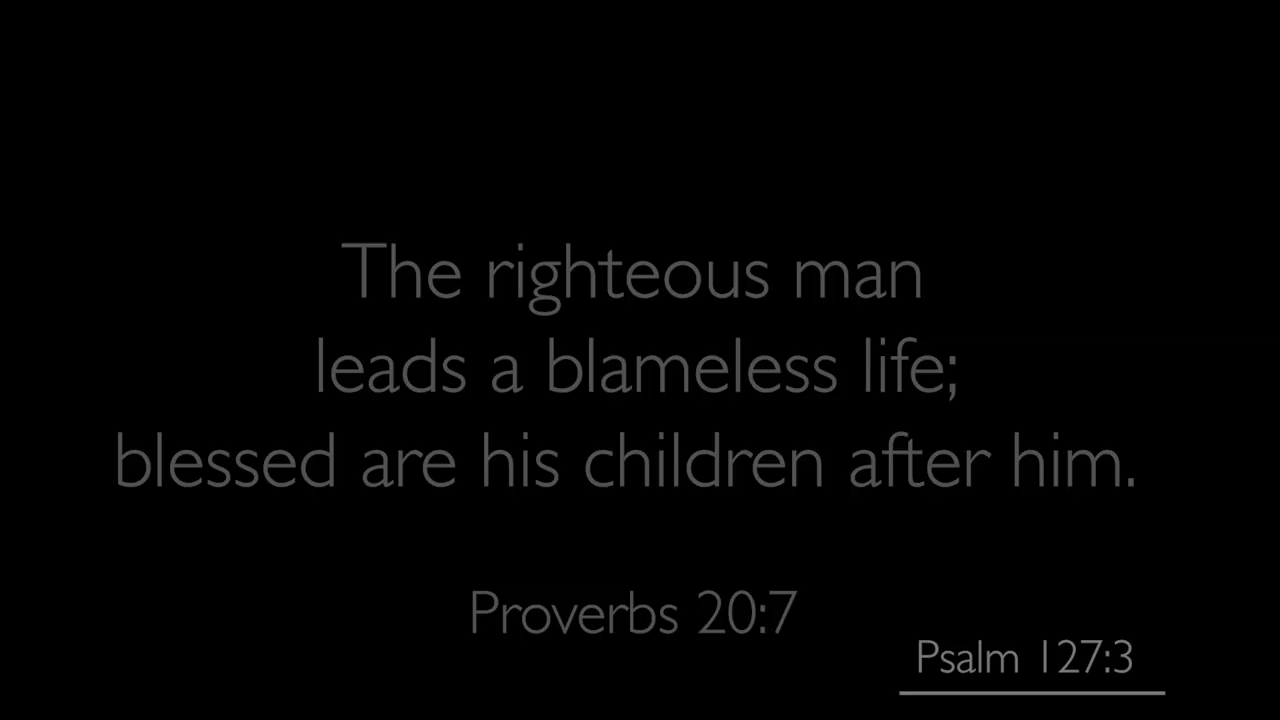 The righteous man
leads a blameless life;
blessed are his children after him.
Proverbs 20:7
Psalm 127:3